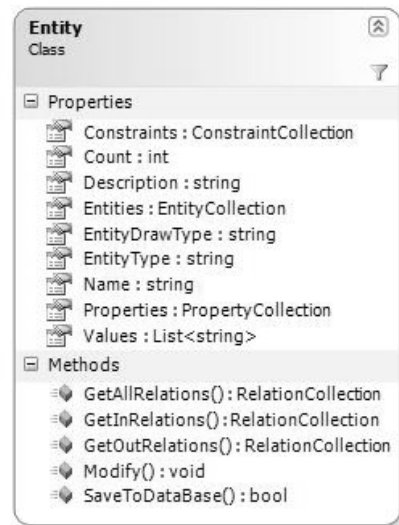 Entity
Class
Properties
Constraints : ConstraintCollection
Count : int
Description : string
Entities : EntityCollection
EntityDrawType : string
EntityType : string
Name : string
Properties : PropertyCollection
Values : List<string>
Methods
GetAllRelations() : RelationCollection
GetInRelations() : RelationCollection
GetOutRelations() : RelationCollection
Modify() : void
SaveToDataBase() : bool